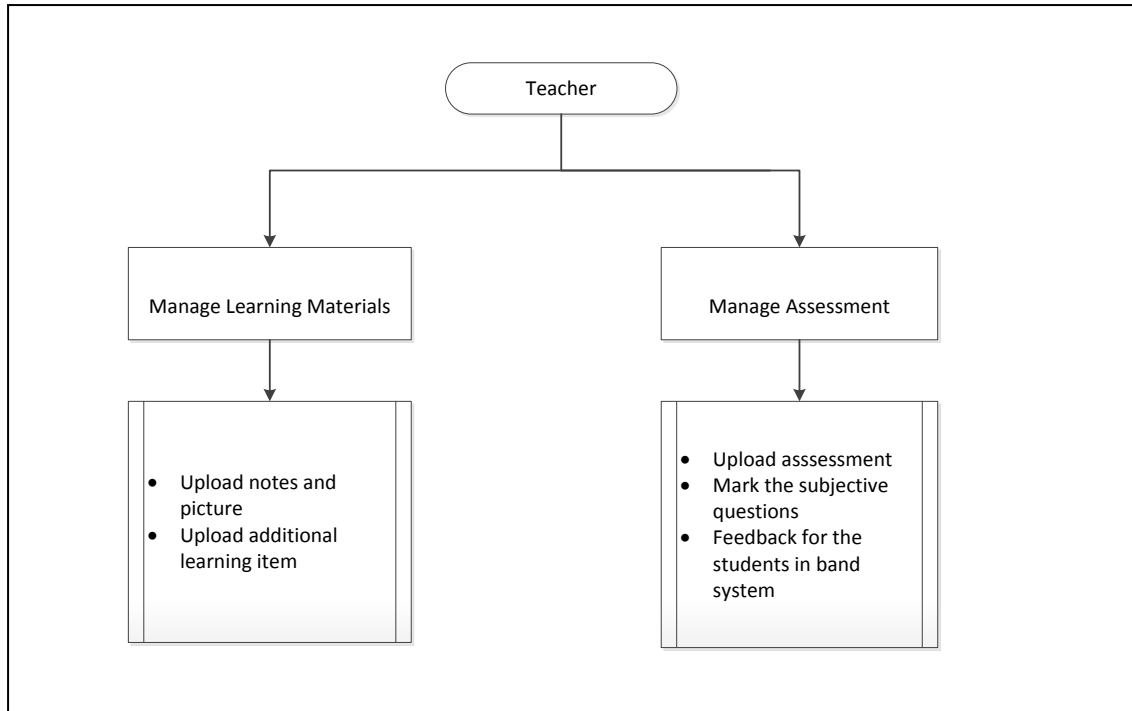 Teacher
Manage Learning Materials
Manage Assessment
• Upload notes and
picture
• Upload additional
learning item
• Upload asssessment
• Mark the subjective
questions
• Feedback for the
students in band
system